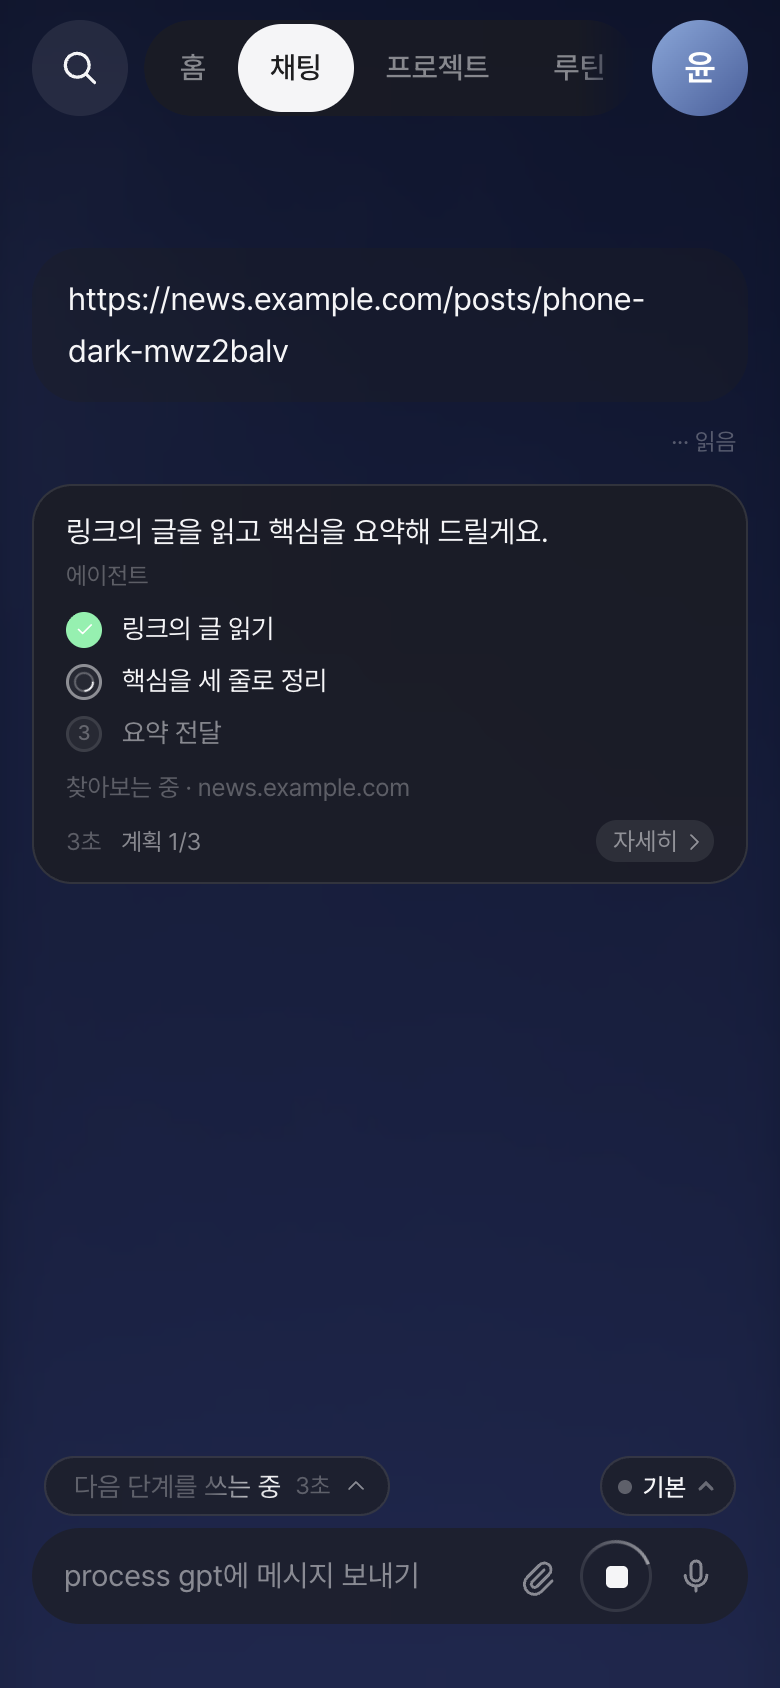 홈 채팅 프로젝트 루틴 윤
https://news.example.com/posts/phone-
dark-mwz2balv
··· 읽음
링크의 글을 읽고 핵심을 요약해 드릴게요.
에이전트
링크의 글 읽기
핵심을 세 줄로 정리
3 요약 전달
찾아보는 중 · news.example.com
3초 계획 1/3 자세히
다음 단계를 쓰는 중 3초 기본
process gpt에 메시지 보내기